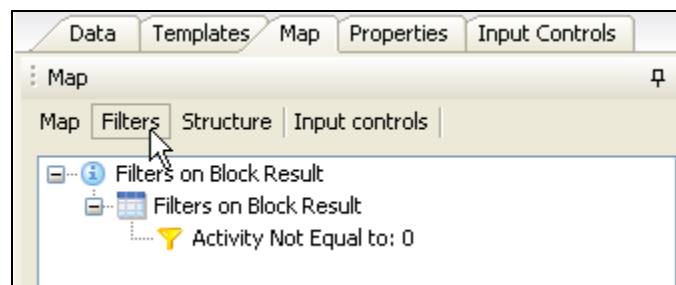 Data Templates Map Properties Input Controls
Map
Map Filters Structure Input controls
Filters on Block Result
Filters on Block Result
Activity Not Equal to: 0